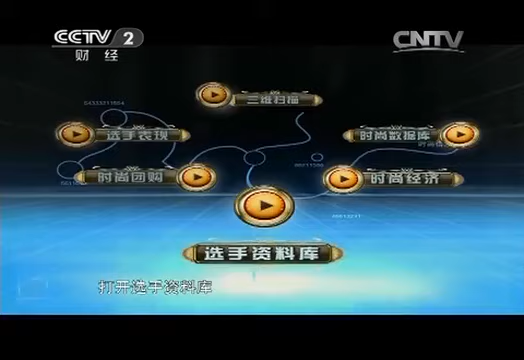 CCTV 2
财经
CNTV
三维扫描
选手表现
时尚数据库
时尚团购
时尚经济
选手资料库
打开选手资料库